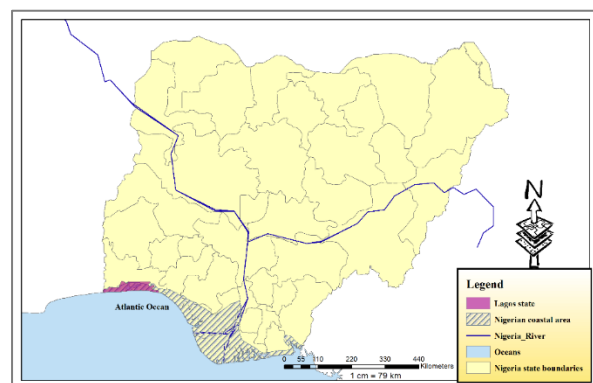 N
Atlantic Ocean
Legend
Lagos state
Nigerian coastal area
Nigeria_River
Oceans
Nigeria state boundaries
0 55 110 220 330 440
Kilometers
1 cm = 79 km